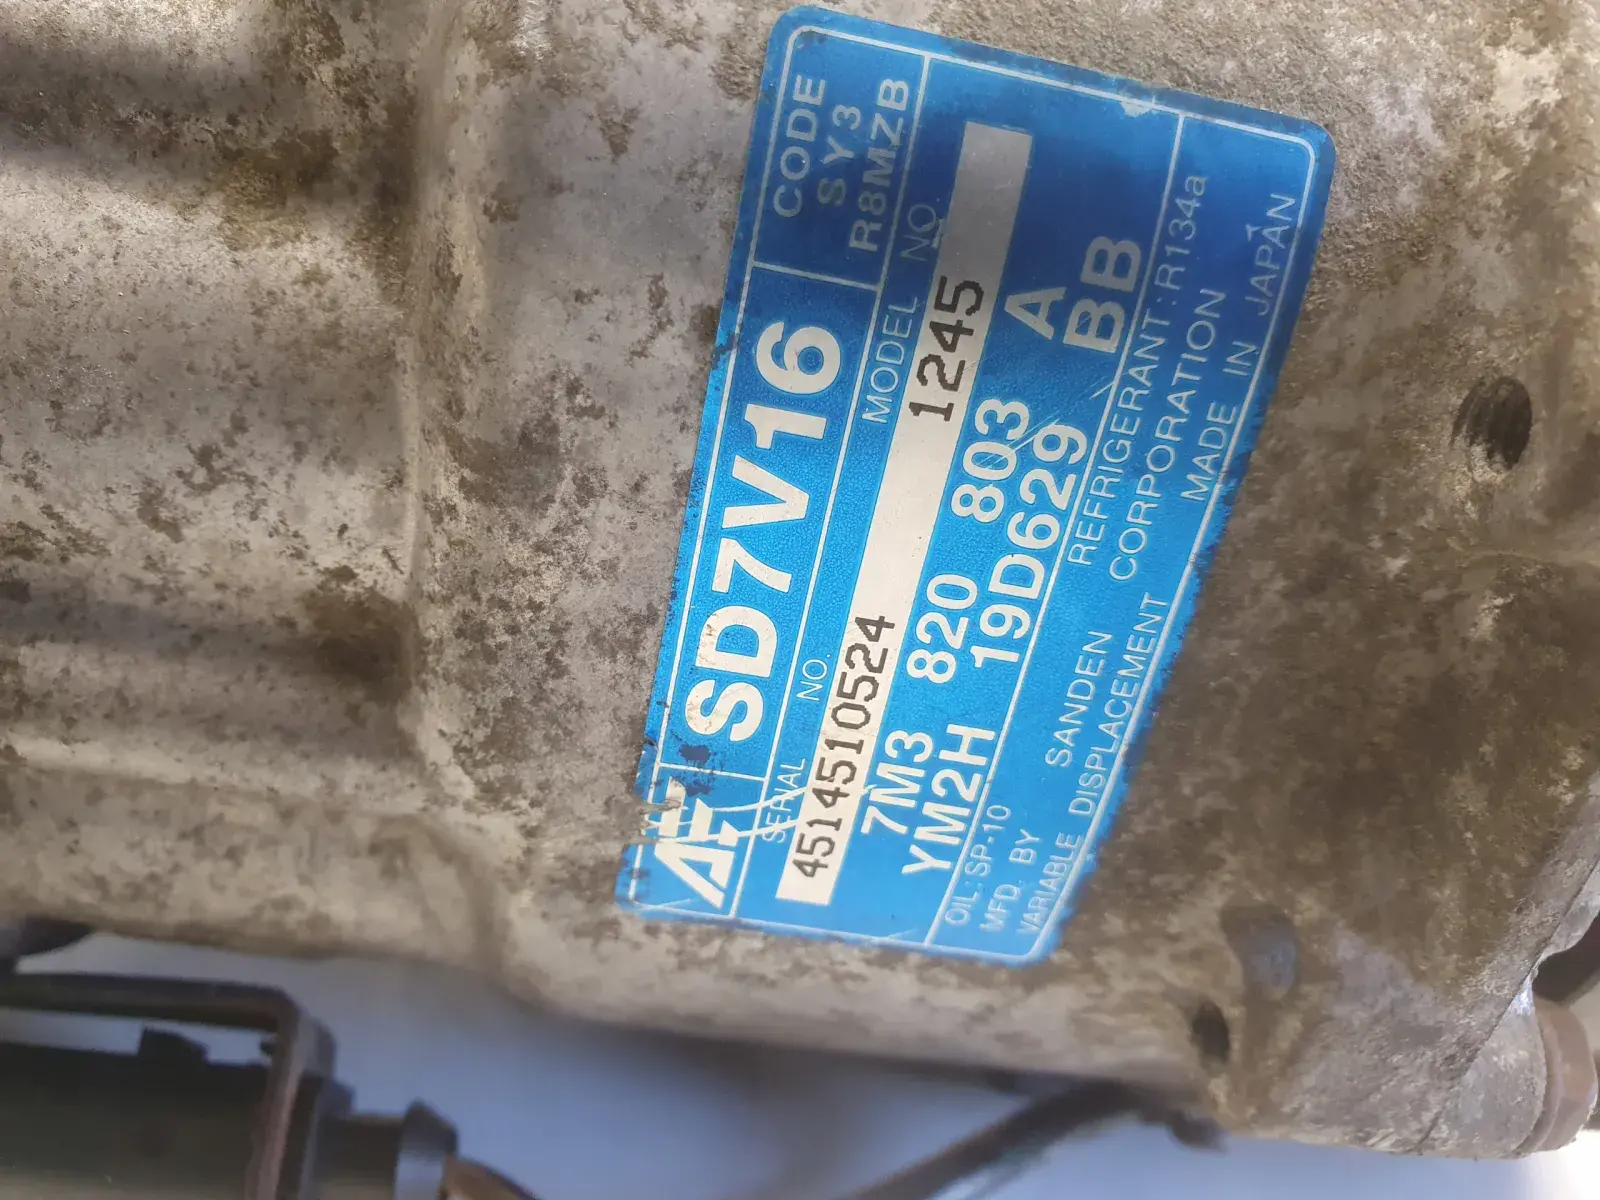 SD7V16
CODE
SY3
R8MZB
SERIAL NO.
MODEL NO.
4514510524
1245
7M3 820 803 A
YM2H 19D629 BB
OIL:SP-10 REFRIGERANT:R134a
MFD. BY SANDEN CORPORATION
VARIABLE DISPLACEMENT MADE IN JAPAN